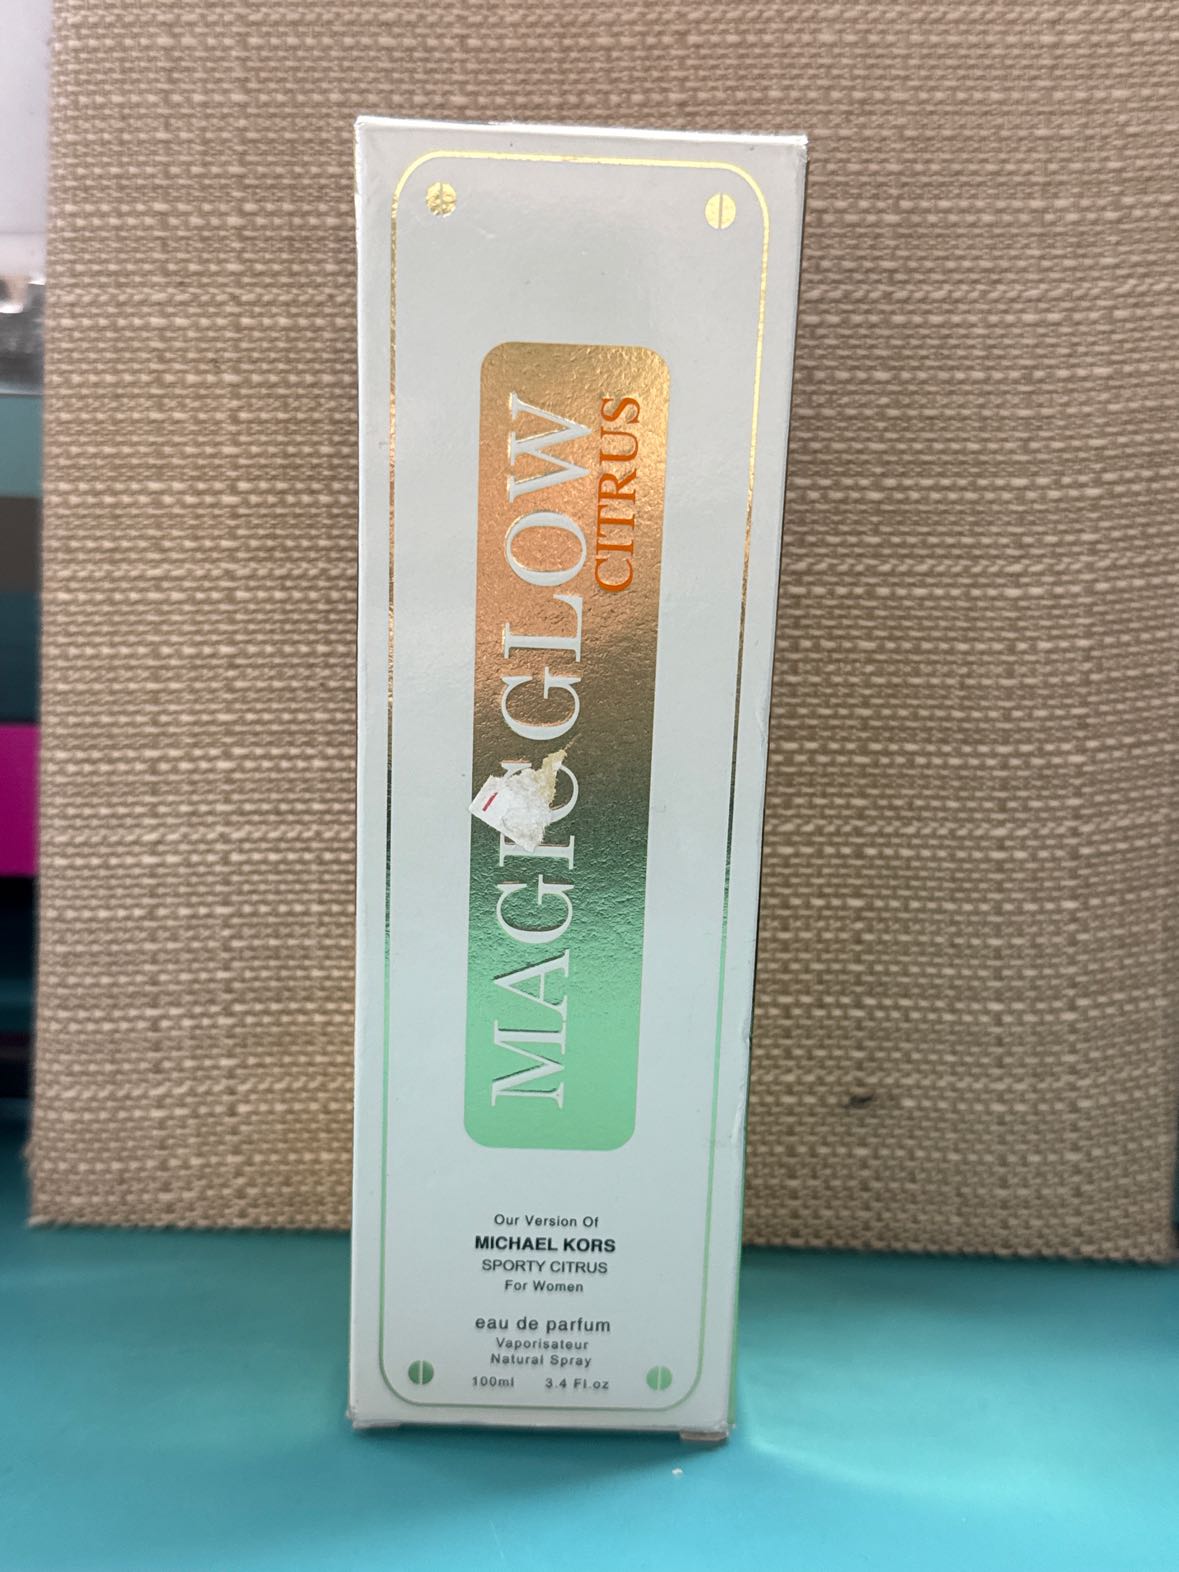 MAGIC GLOW
CITRUS
Our Version Of
MICHAEL KORS
SPORTY CITRUS
For Women
eau de parfum
Vaporisateur
Natural Spray
100ml 3.4 Fl.oz